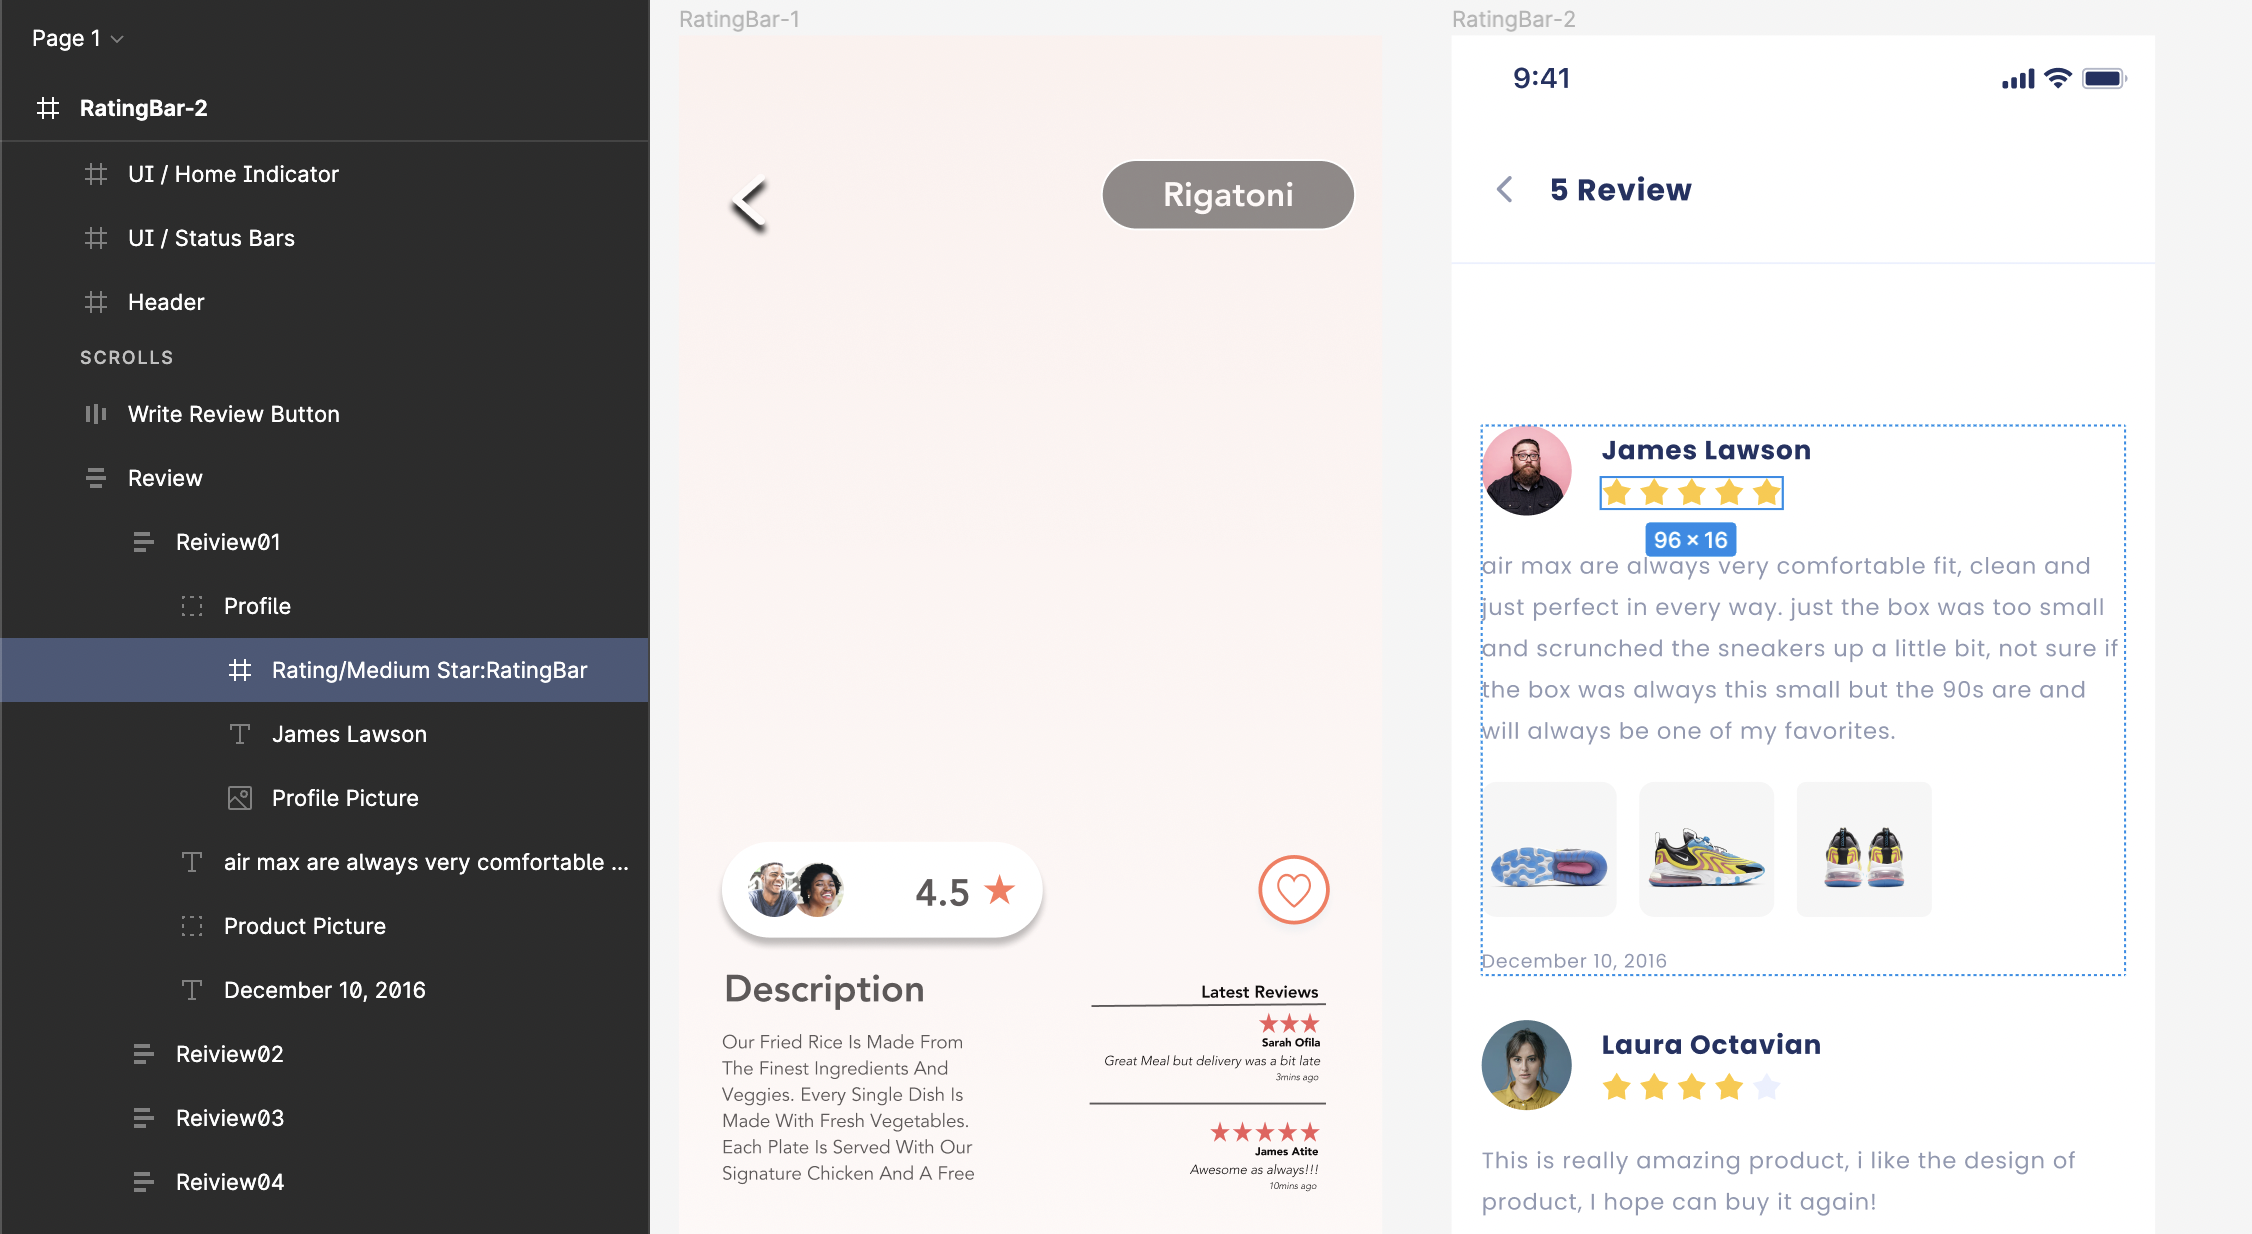 Page 1
RatingBar-2
UI / Home Indicator
UI / Status Bars
Header
SCROLLS
Write Review Button
Review
Reiview01
Profile
Rating/Medium Star:RatingBar
James Lawson
Profile Picture
air max are always very comfortable ...
Product Picture
December 10, 2016
Reiview02
Reiview03
Reiview04
RatingBar-1
Rigatoni
4.5
Description
Our Fried Rice Is Made From
The Finest Ingredients And
Veggies. Every Single Dish Is
Made With Fresh Vegetables.
Each Plate Is Served With Our
Signature Chicken And A Free
Latest Reviews
Sarah Ofila
Great Meal but delivery was a bit late
3mins ago
James Atite
Awesome as always!!!
10mins ago
RatingBar-2
9:41
5 Review
James Lawson
96 × 16
air max are always very comfortable fit, clean and
just perfect in every way. just the box was too small
and scrunched the sneakers up a little bit, not sure if
the box was always this small but the 90s are and
will always be one of my favorites.
December 10, 2016
Laura Octavian
This is really amazing product, i like the design of
product, I hope can buy it again!